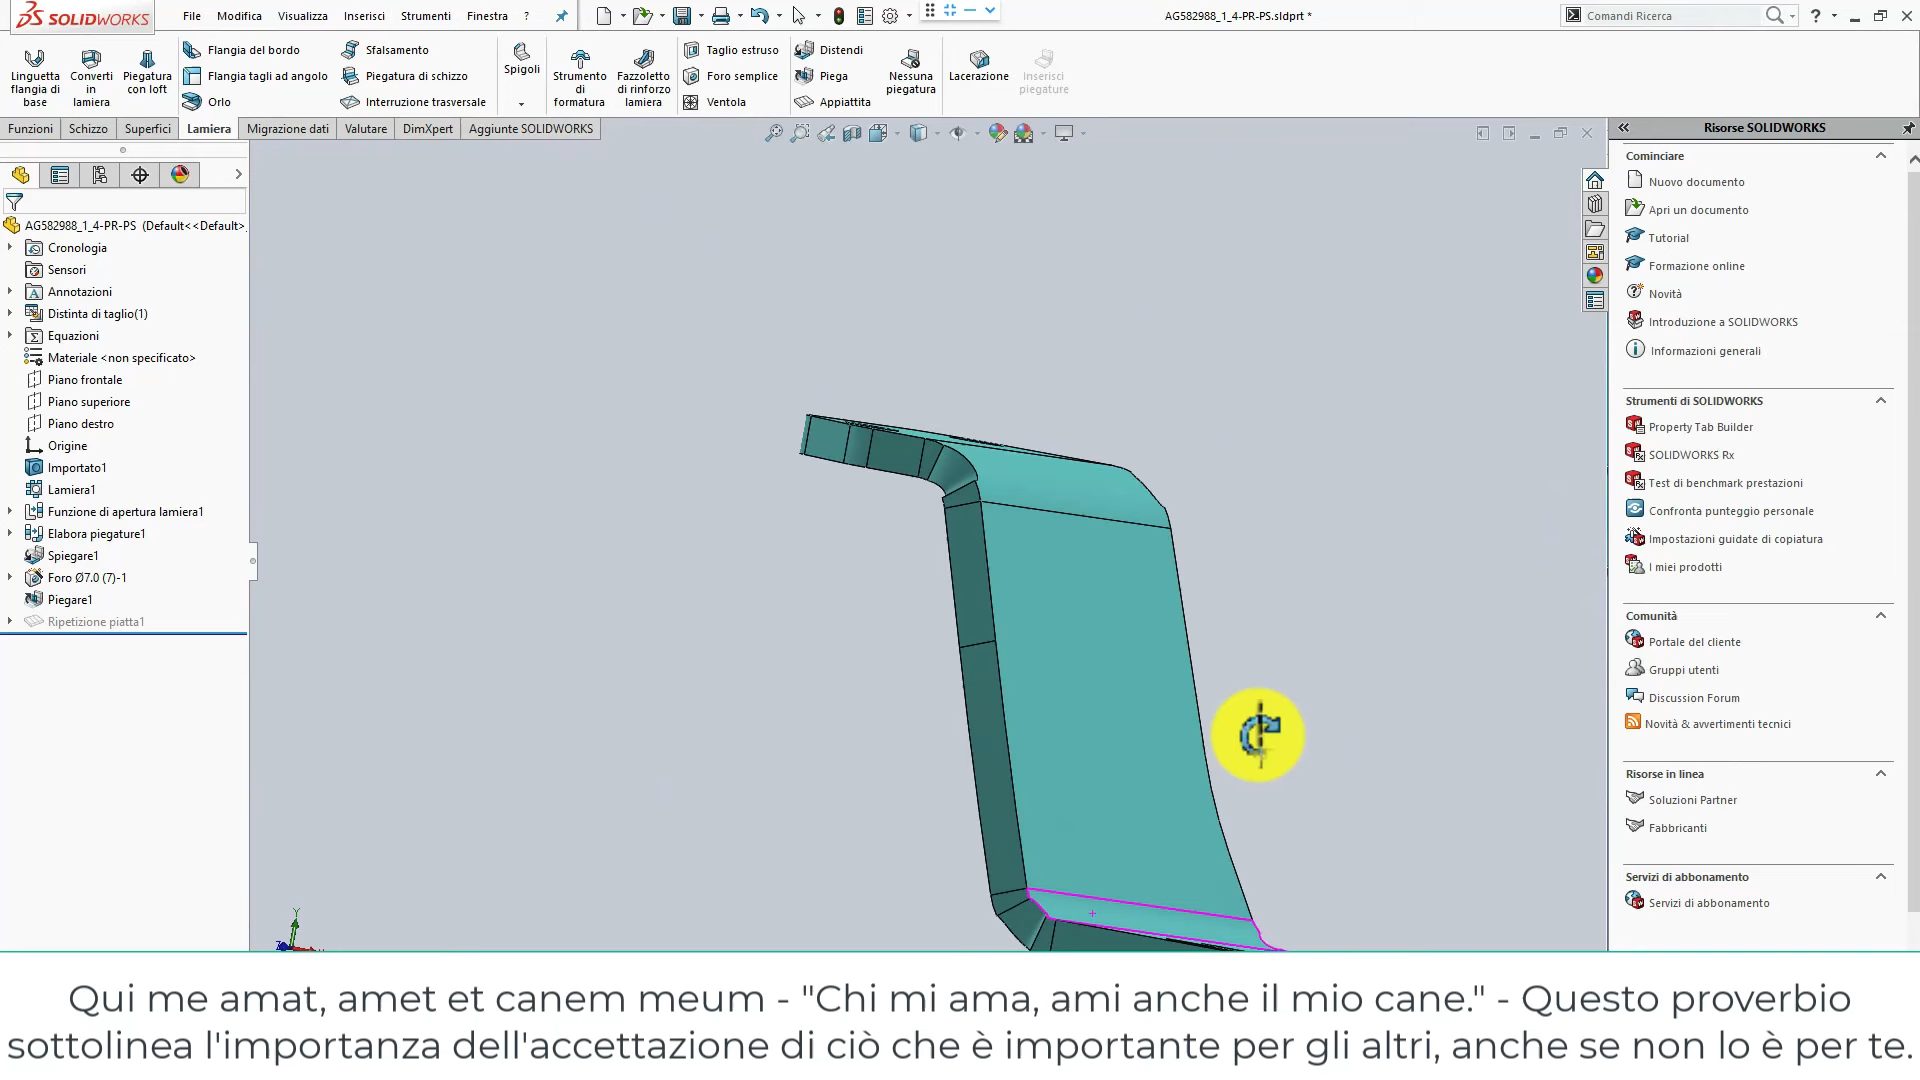 SOLIDWORKS
File
Modifica
Visualizza
Inserisci
Strumenti
Finestra
?
AG582988_1_4-PR-PS.sldprt *
Comandi Ricerca
Linguetta flangia di base
Converti in lamiera
Piegatura con loft
Flangia del bordo
Flangia tagli ad angolo
Orlo
Sfalsamento
Piegatura di schizzo
Interruzione trasversale
Spigoli
Strumento di formatura
Fazzoletto di rinforzo lamiera
Taglio estruso
Foro semplice
Ventola
Distendi
Piega
Appiattita
Nessuna piegatura
Lacerazione
Inserisci piegature
Funzioni
Schizzo
Superfici
Lamiera
Migrazione dati
Valutare
DimXpert
Aggiunte SOLIDWORKS
AG582988_1_4-PR-PS (Default<<Default>
Cronologia
Sensori
Annotazioni
Distinta di taglio(1)
Equazioni
Materiale <non specificato>
Piano frontale
Piano superiore
Piano destro
Origine
Importato1
Lamiera1
Funzione di apertura lamiera1
Elabora piegature1
Spiegare1
Foro Ø7.0 (7)-1
Piegare1
Ripetizione piatta1
Y
Risorse SOLIDWORKS
Cominciare
Nuovo documento
Apri un documento
Tutorial
Formazione online
Novità
Introduzione a SOLIDWORKS
Informazioni generali
Strumenti di SOLIDWORKS
Property Tab Builder
SOLIDWORKS Rx
Test di benchmark prestazioni
Confronta punteggio personale
Impostazioni guidate di copiatura
I miei prodotti
Comunità
Portale del cliente
Gruppi utenti
Discussion Forum
Novità & avvertimenti tecnici
Risorse in linea
Soluzioni Partner
Fabbricanti
Servizi di abbonamento
Servizi di abbonamento
Qui me amat, amet et canem meum - "Chi mi ama, ami anche il mio cane." - Questo proverbio
sottolinea l'importanza dell'accettazione di ciò che è importante per gli altri, anche se non lo è per te.